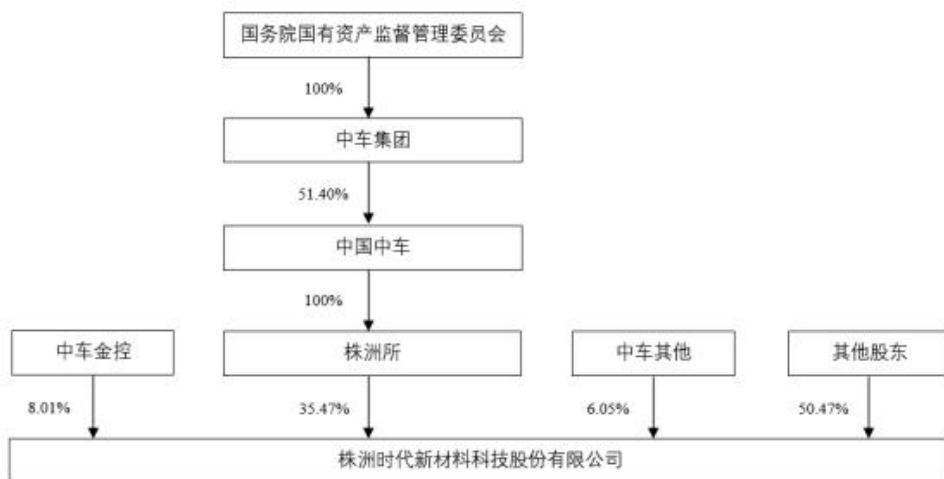 国务院国有资产监督管理委员会
100%
中车集团
51.40%
中国中车
100%
中车金控
株洲所
中车其他
其他股东
8.01%
35.47%
6.05%
50.47%
株洲时代新材料科技股份有限公司